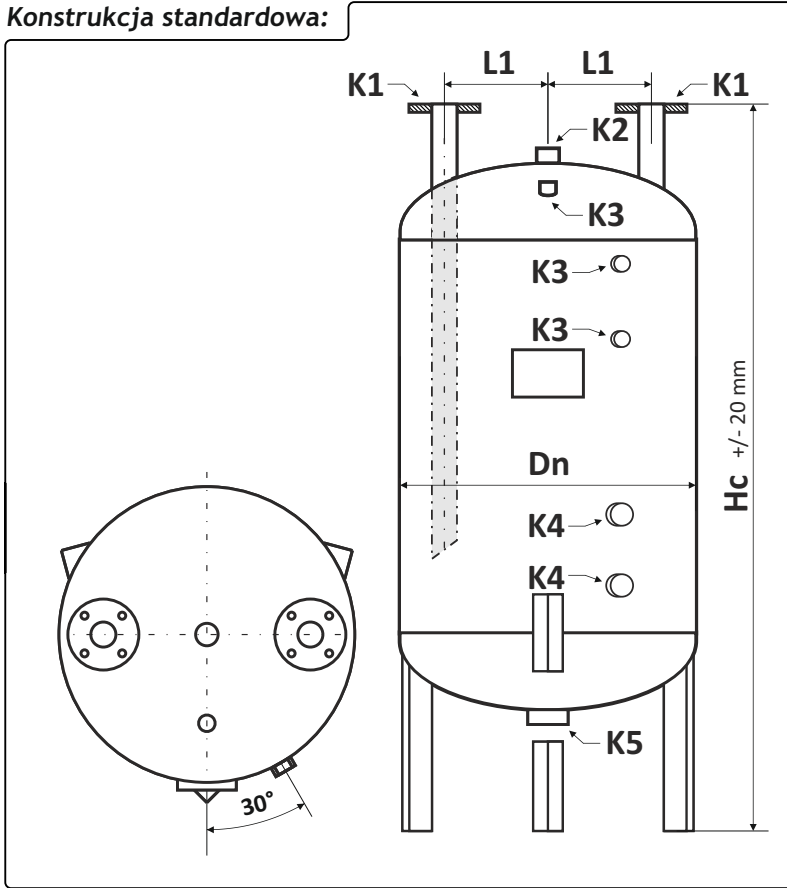 Konstrukcja standardowa:
L1 L1
K1 K1
K2
K3
K3
K3
Dn
Hc +/- 20 mm
K4
K4
K5
30°